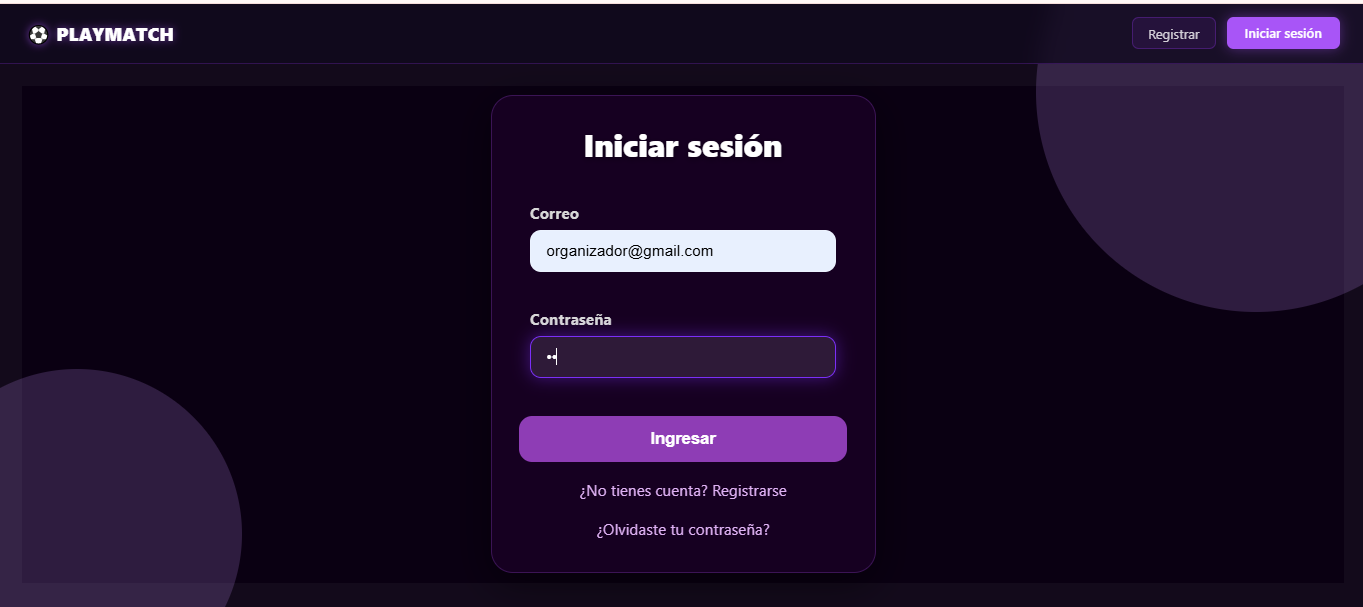 PLAYMATCH
Registrar
Iniciar sesión
Iniciar sesión
Correo
organizador@gmail.com
Contraseña
••
Ingresar
¿No tienes cuenta? Registrarse
¿Olvidaste tu contraseña?